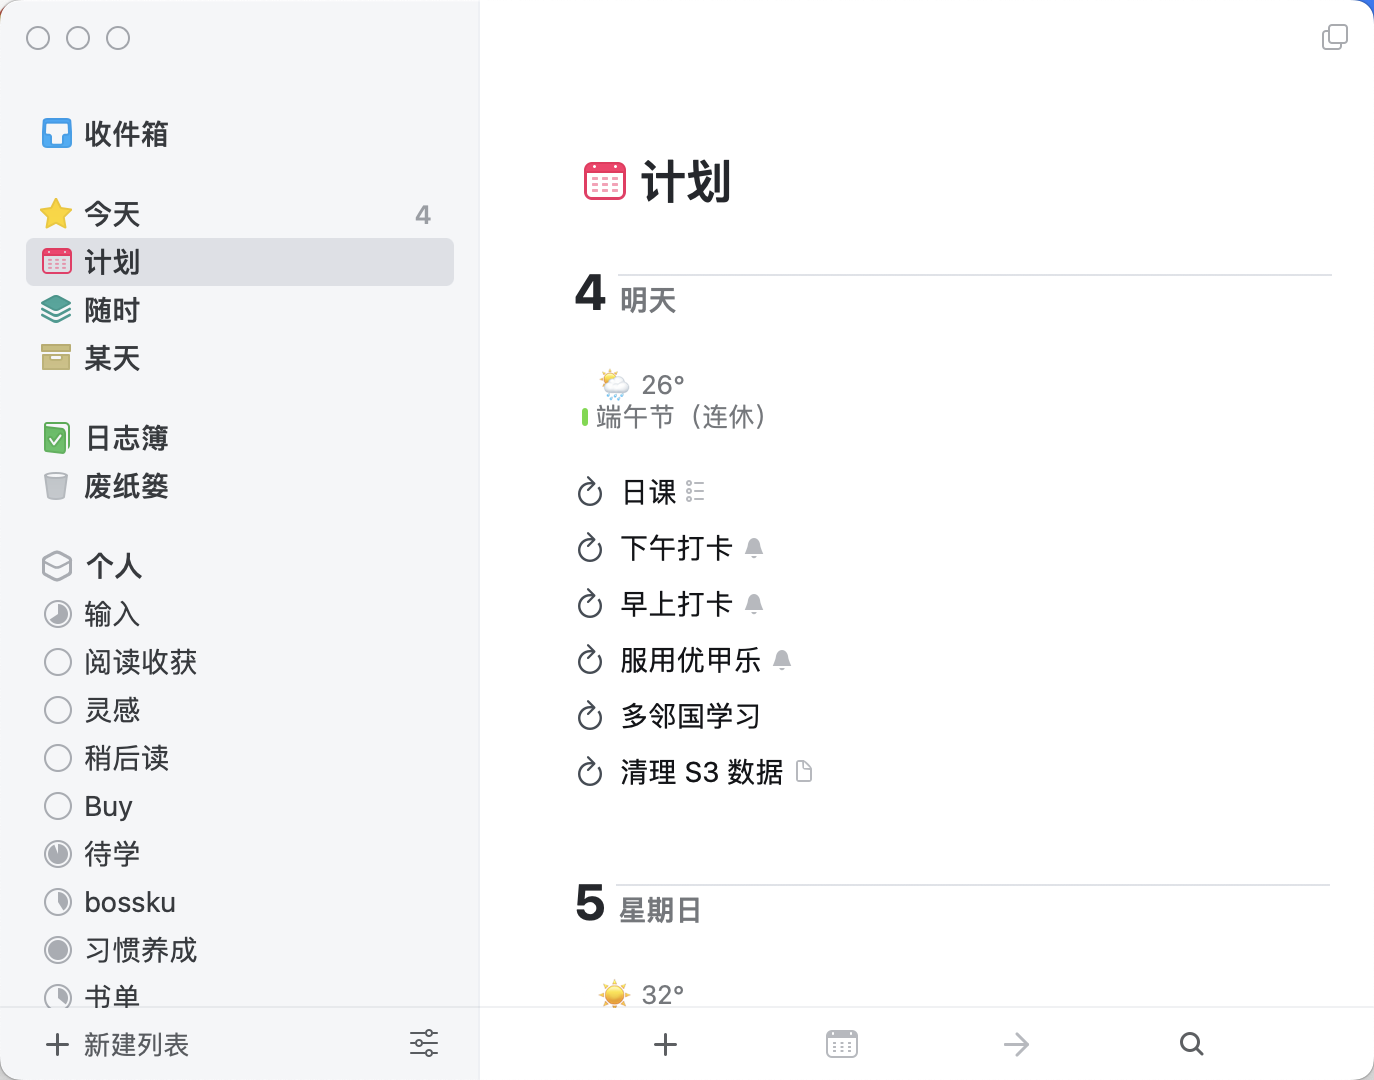 收件箱
今天 4
计划
随时
某天
日志簿
废纸篓
个人
输入
阅读收获
灵感
稍后读
Buy
待学
bossku
习惯养成
书单
新建列表
计划
4 明天
26°
端午节（连休）
日课
下午打卡
早上打卡
服用优甲乐
多邻国学习
清理 S3 数据
5 星期日
32°